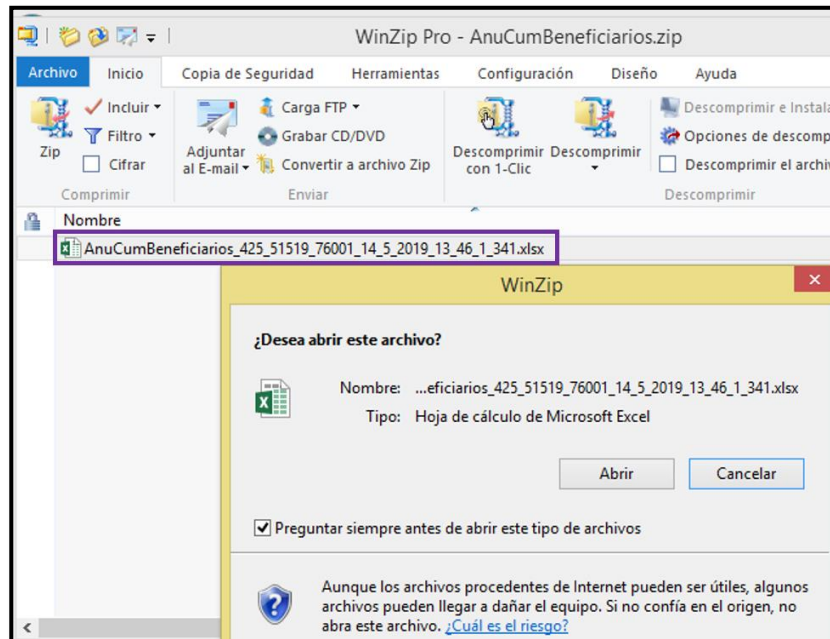 WinZip Pro - AnuCumBeneficiarios.zip
Archivo Inicio Copia de Seguridad Herramientas Configuración Diseño Ayuda
Zip
Incluir
Filtro
Cifrar
Comprimir
Adjuntar
al E-mail
Carga FTP
Grabar CD/DVD
Convertir a archivo Zip
Enviar
Descomprimir
con 1-Clic
Descomprimir
Descomprimir e Instala
Opciones de descomp
Descomprimir el archiv
Descomprimir
Nombre
AnuCumBeneficiarios_425_51519_76001_14_5_2019_13_46_1_341.xlsx
WinZip
¿Desea abrir este archivo?
Nombre: ...eficiarios_425_51519_76001_14_5_2019_13_46_1_341.xlsx
Tipo: Hoja de cálculo de Microsoft Excel
Abrir Cancelar
Preguntar siempre antes de abrir este tipo de archivos
Aunque los archivos procedentes de Internet pueden ser útiles, algunos
archivos pueden llegar a dañar el equipo. Si no confía en el origen, no
abra este archivo. ¿Cuál es el riesgo?